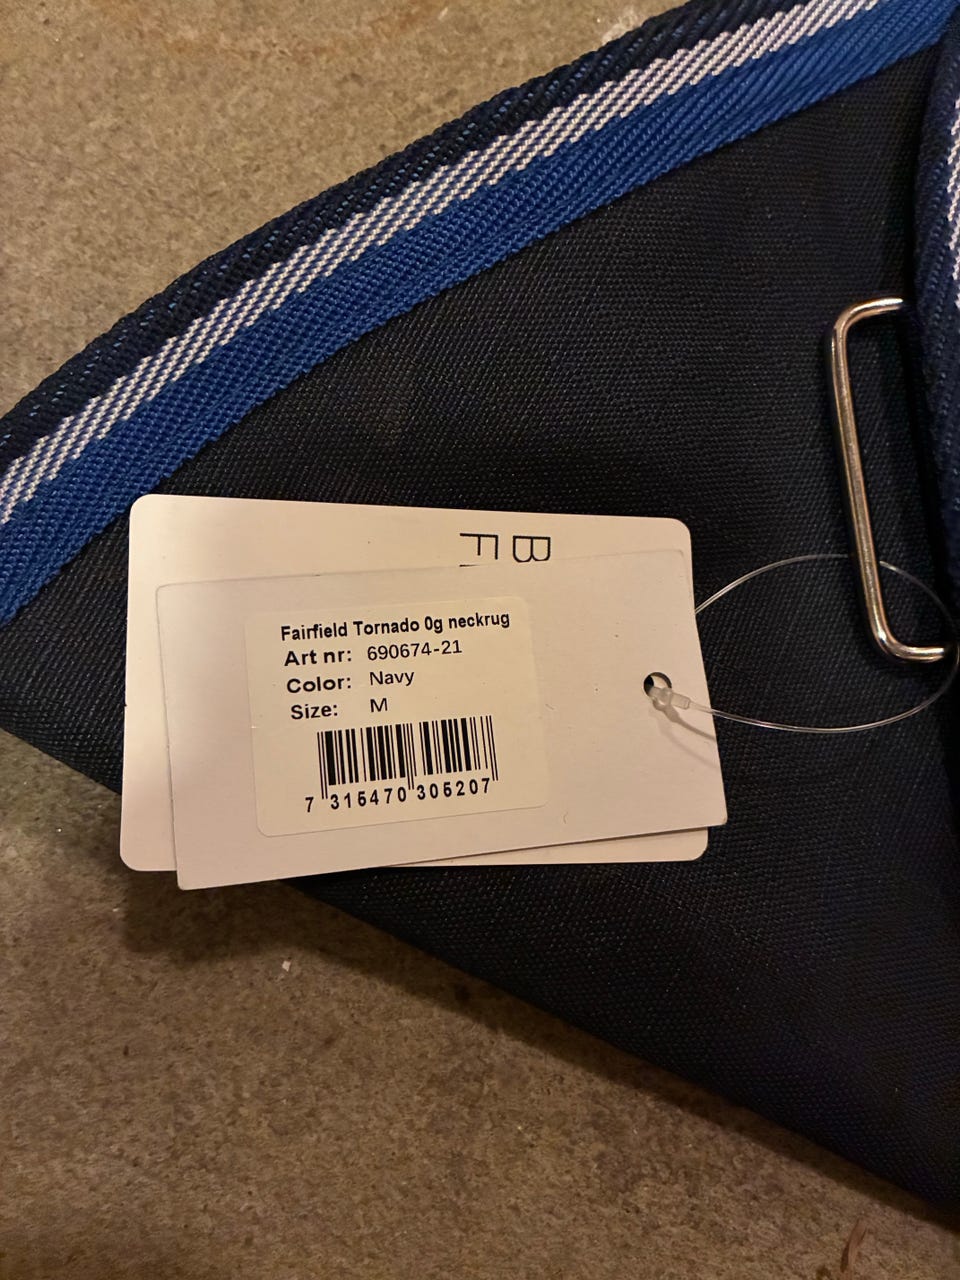 B
F
Fairfield Tornado 0g neckrug
Art nr: 690674-21
Color: Navy
Size: M
7 315470 305207